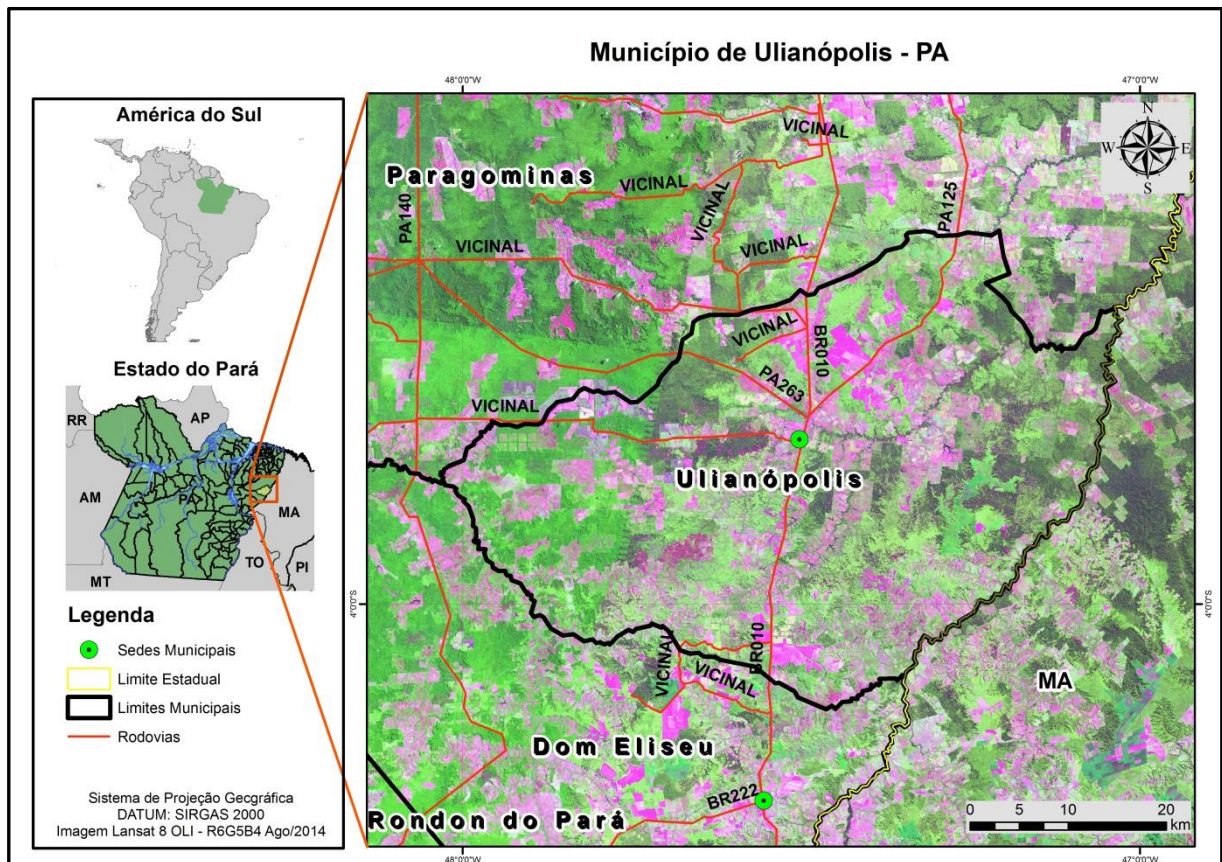 Município de Ulianópolis - PA
América do Sul
Estado do Pará
RR
AP
AM
PA
MA
TO
PI
MT
Legenda
Sedes Municipais
Limite Estadual
Limites Municipais
Rodovias
Sistema de Projeção Gecgráfica
DATUM: SIRGAS 2000
Imagem Lansat 8 OLI - R6G5B4 Ago/2014
48°0'0"W
47°0'0"W
N
W
E
S
VICINAL
Paragominas
VICINAL
VICINAL
PA125
PA140
VICINAL
VICINAL
VICINAL
BR010
PA263
VICINAL
Ulianópolis
4°0'0"S
4°0'0"S
BR010
VICINAL
VICINAL
MA
Dom Eliseu
BR222
Rondon do Pará
0
5
10
20
km
48°0'0"W
47°0'0"W